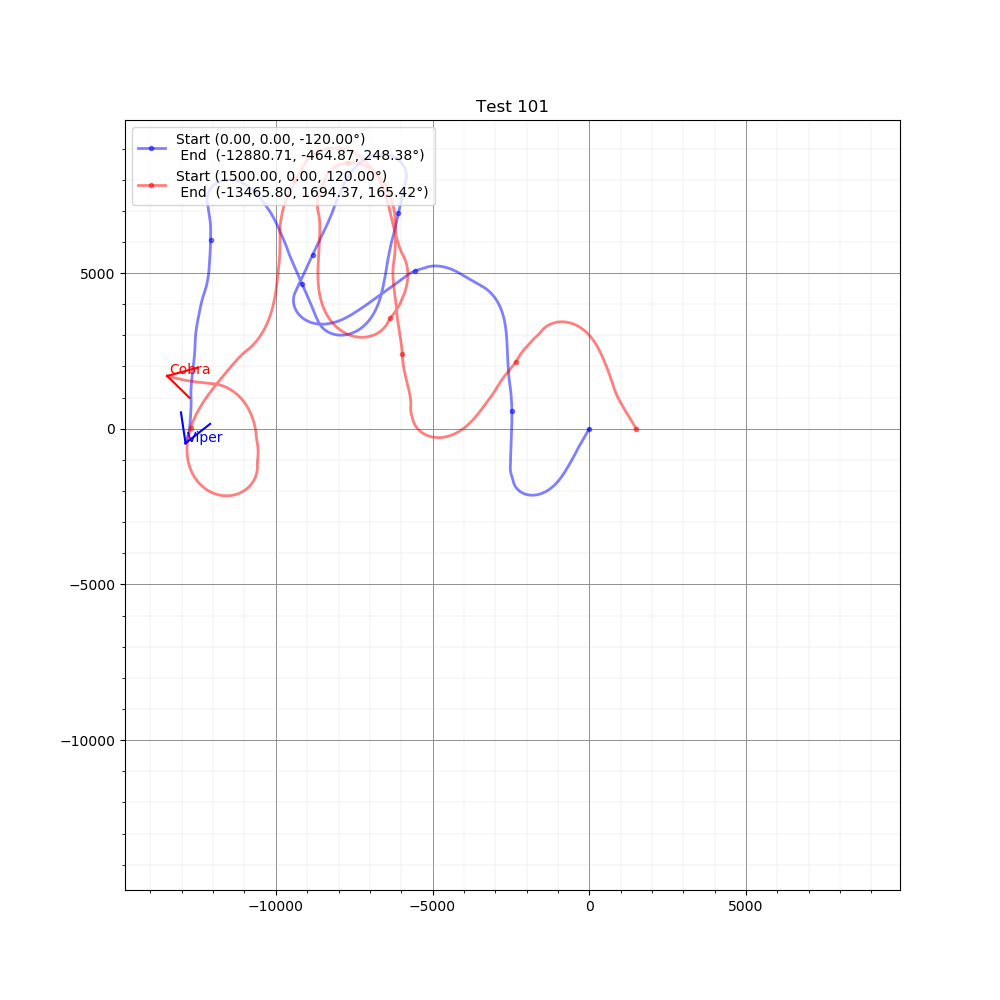 Test 101
Start (0.00, 0.00, -120.00°)
End (-12880.71, -464.87, 248.38°)
Start (1500.00, 0.00, 120.00°)
End (-13465.80, 1694.37, 165.42°)
5000
Cobra
0
Viper
−5000
−10000
−10000
−5000
0
5000